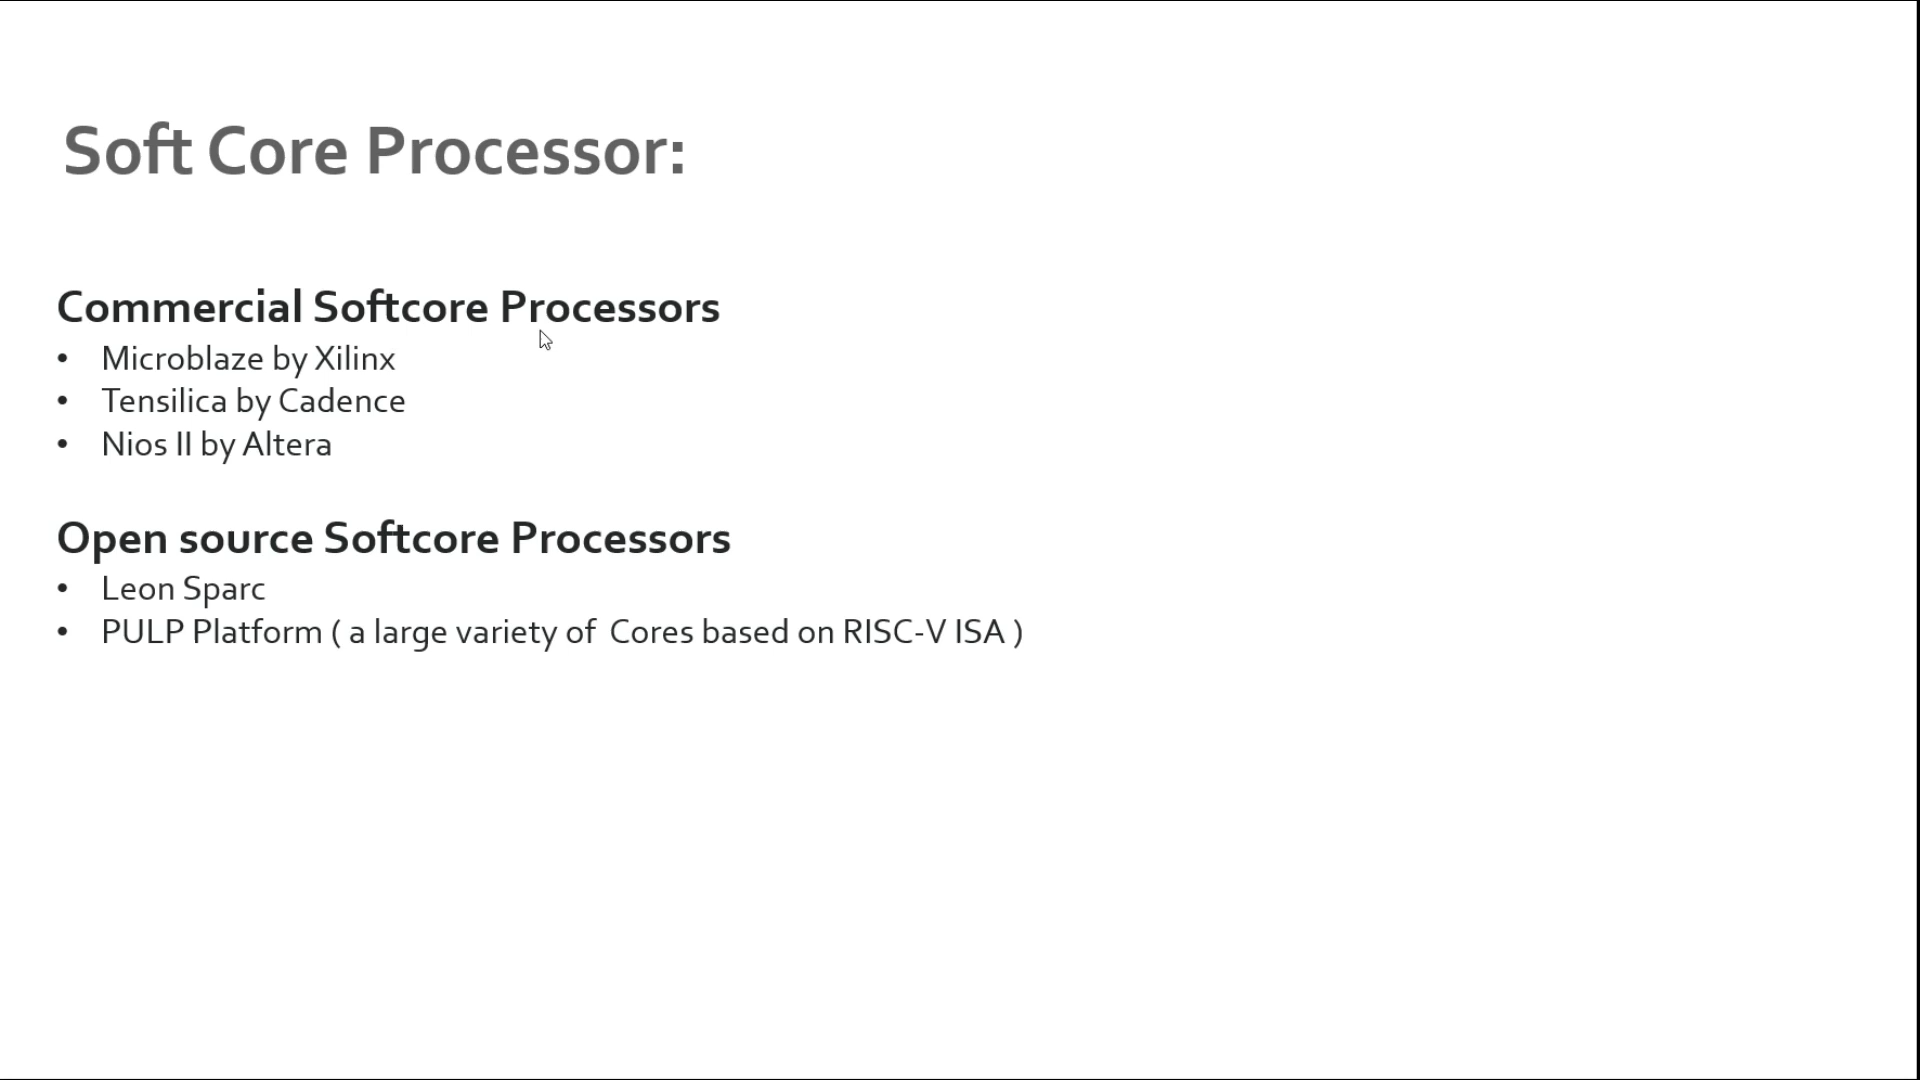 Soft Core Processor:
Commercial Softcore Processors
• Microblaze by Xilinx
• Tensilica by Cadence
• Nios II by Altera
Open source Softcore Processors
• Leon Sparc
• PULP Platform ( a large variety of  Cores based on RISC-V ISA )